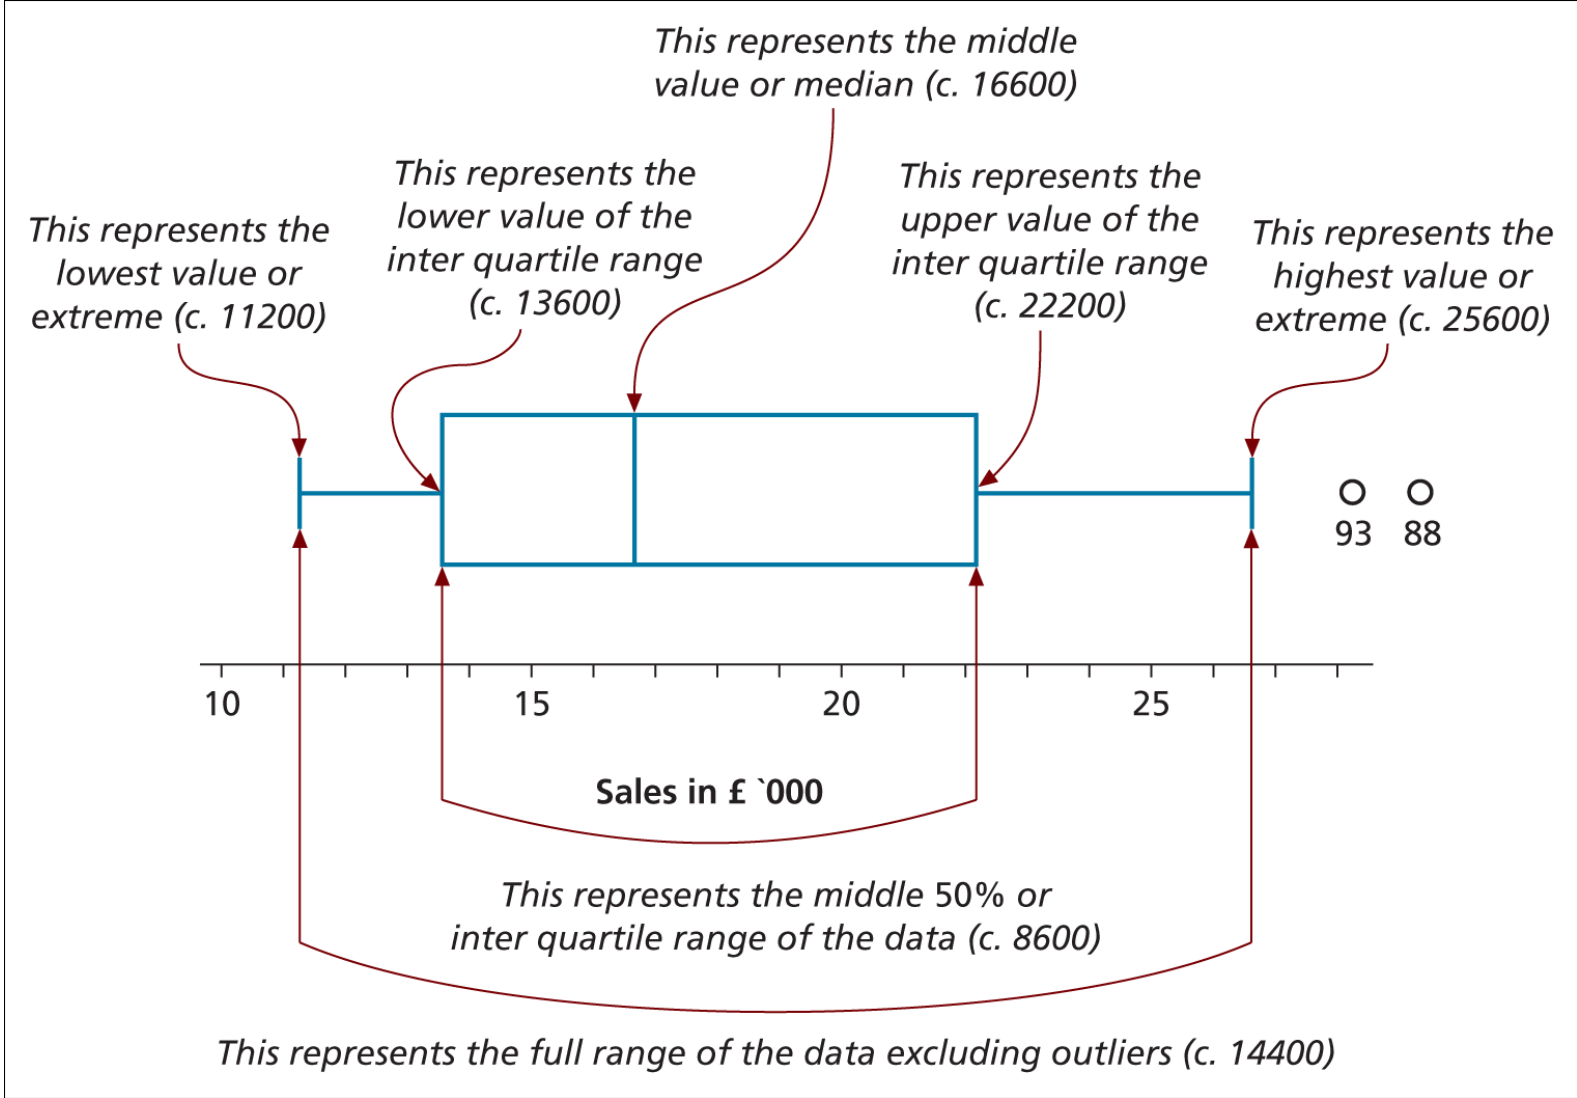 This represents the middle
value or median (c. 16600)
This represents the
lower value of the
inter quartile range
(c. 13600)
This represents the
upper value of the
inter quartile range
(c. 22200)
This represents the
lowest value or
extreme (c. 11200)
This represents the
highest value or
extreme (c. 25600)
93 88
10 15 20 25
Sales in £ `000
This represents the middle 50% or
inter quartile range of the data (c. 8600)
This represents the full range of the data excluding outliers (c. 14400)